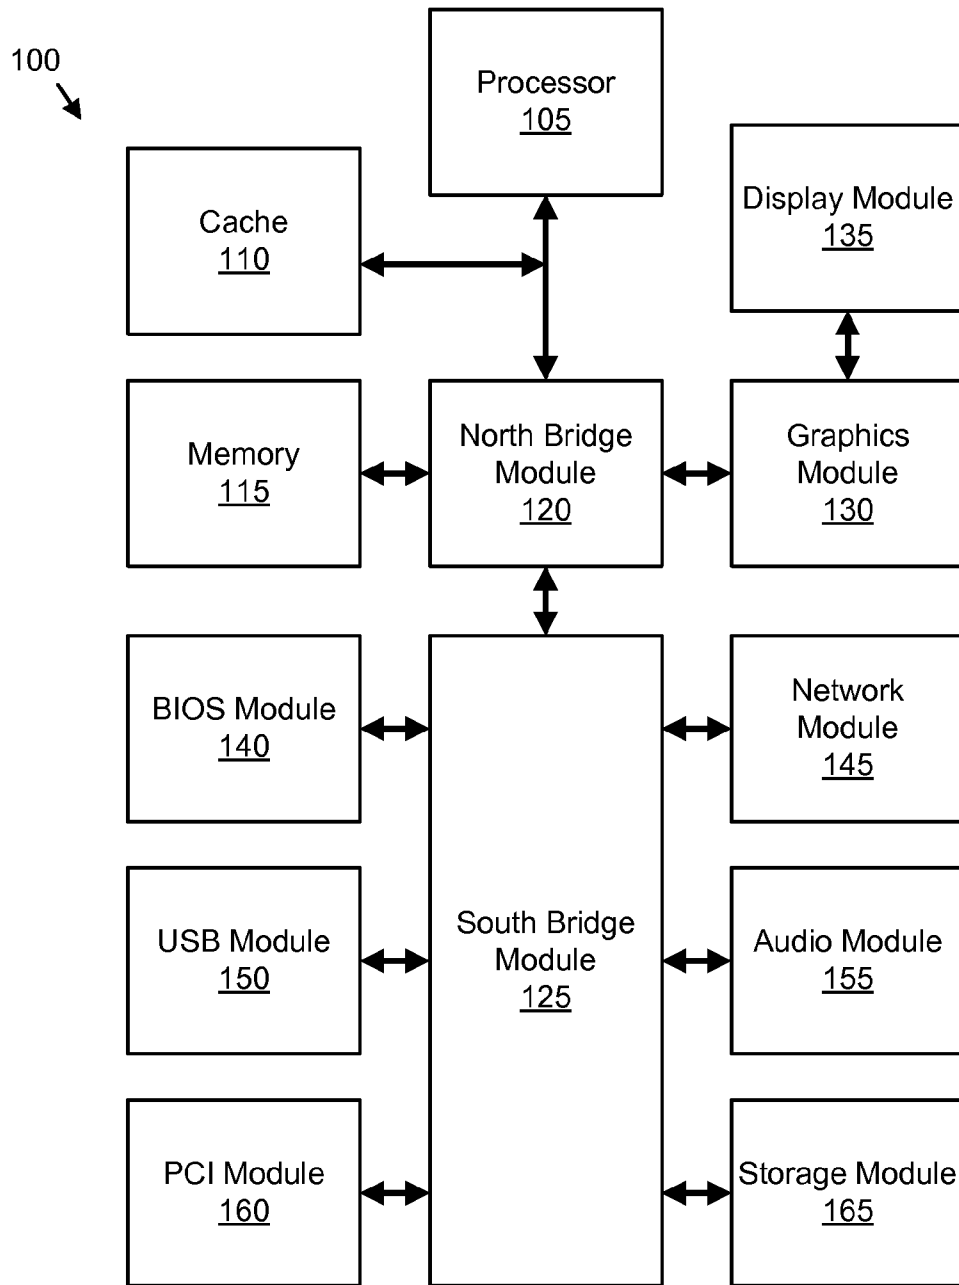 100
Processor
105
Cache
110
Display Module
135
Memory
115
North Bridge
Module
120
Graphics
Module
130
BIOS Module
140
Network
Module
145
USB Module
150
South Bridge
Module
125
Audio Module
155
PCI Module
160
Storage Module
165